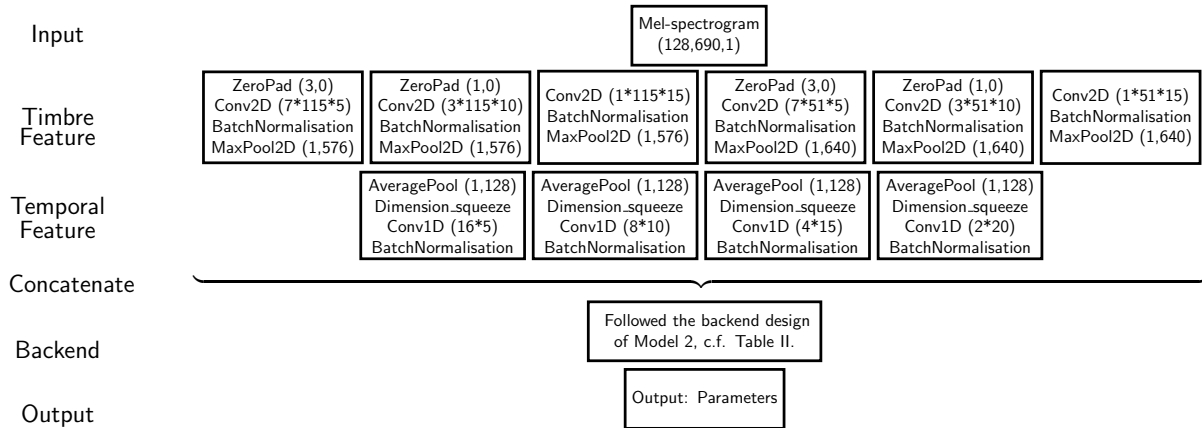 Input
Mel-spectrogram
(128,690,1)
Timbre
Feature
ZeroPad (3,0)
Conv2D (7*115*5)
BatchNormalisation
MaxPool2D (1,576)
ZeroPad (1,0)
Conv2D (3*115*10)
BatchNormalisation
MaxPool2D (1,576)
Conv2D (1*115*15)
BatchNormalisation
MaxPool2D (1,576)
ZeroPad (3,0)
Conv2D (7*51*5)
BatchNormalisation
MaxPool2D (1,640)
ZeroPad (1,0)
Conv2D (3*51*10)
BatchNormalisation
MaxPool2D (1,640)
Conv2D (1*51*15)
BatchNormalisation
MaxPool2D (1,640)
Temporal
Feature
AveragePool (1,128)
Dimension_squeeze
Conv1D (16*5)
BatchNormalisation
AveragePool (1,128)
Dimension_squeeze
Conv1D (8*10)
BatchNormalisation
AveragePool (1,128)
Dimension_squeeze
Conv1D (4*15)
BatchNormalisation
AveragePool (1,128)
Dimension_squeeze
Conv1D (2*20)
BatchNormalisation
Concatenate
Backend
Followed the backend design
of Model 2, c.f. Table II.
Output
Output: Parameters